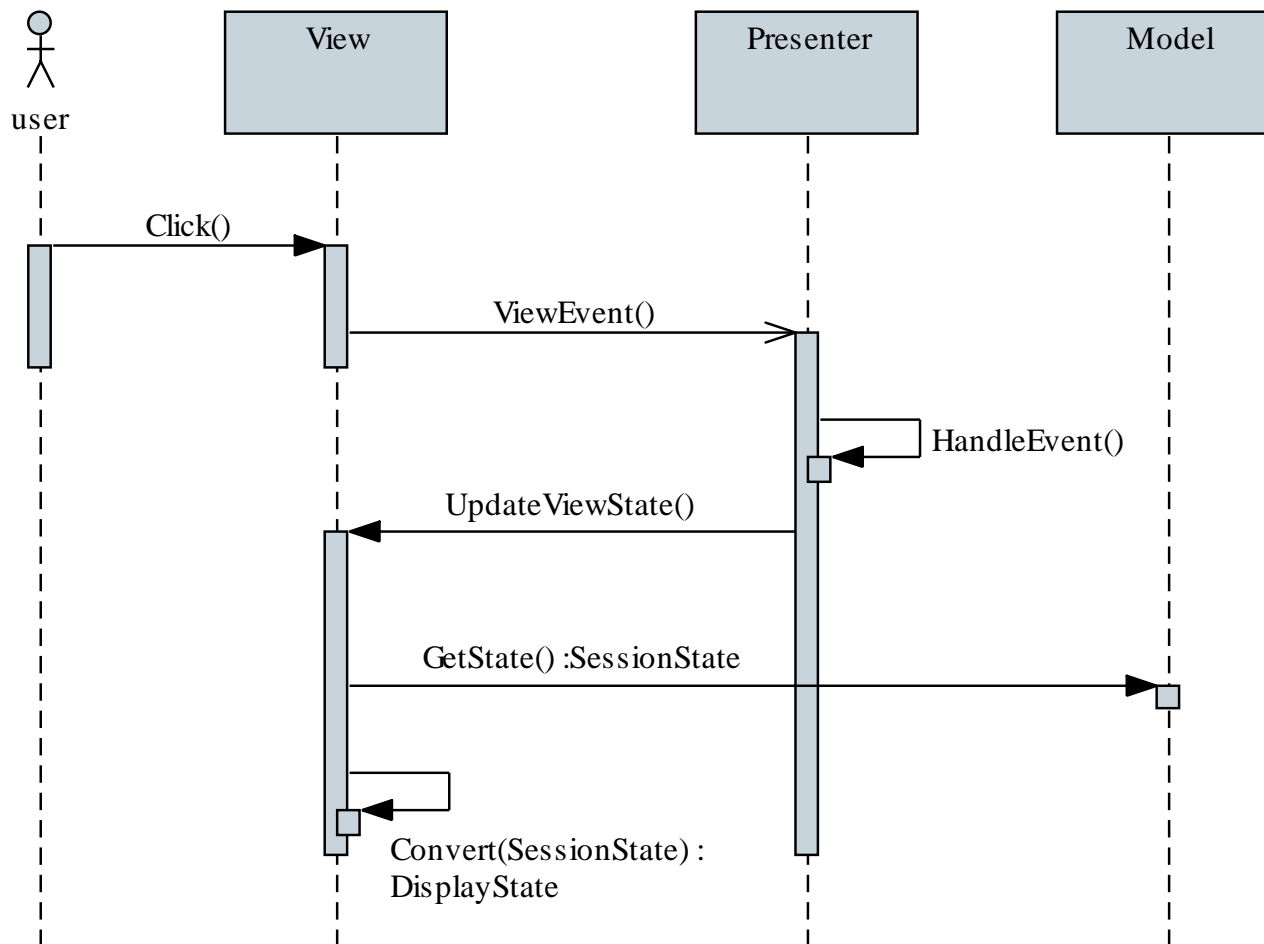 user
View
Presenter
Model
Click()
ViewEvent()
HandleEvent()
UpdateViewState()
GetState() :SessionState
Convert(SessionState) :
DisplayState